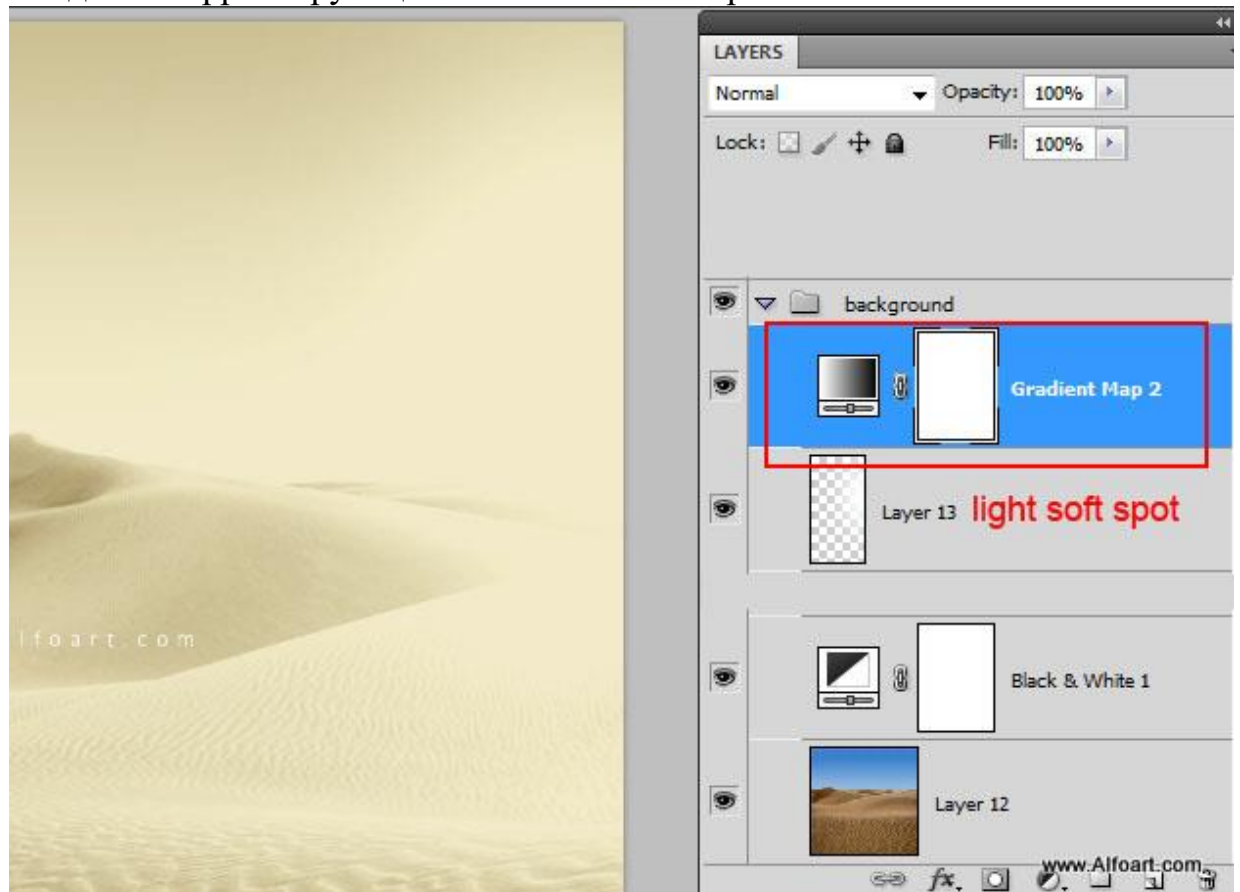 LAYERS
Normal Opacity: 100%
Lock: Fill: 100%
background
Gradient Map 2
Layer 13 light soft spot
lfoart.com
Black & White 1
Layer 12
www.Alfoart.com
fx.